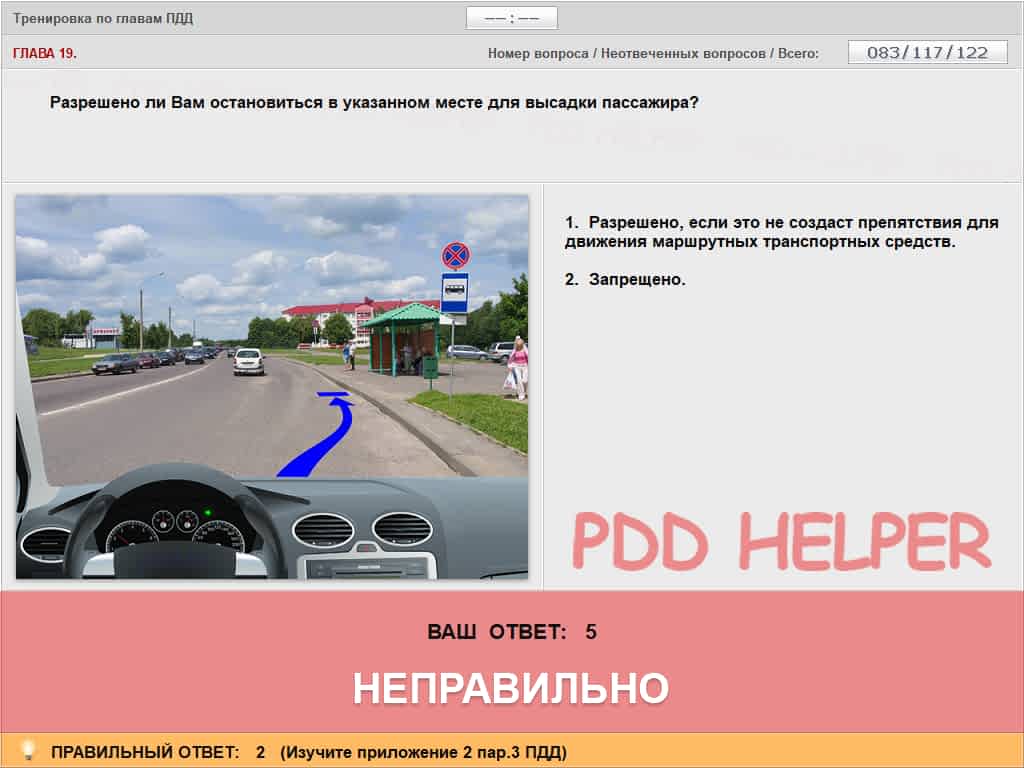 Тренировка по главам ПДД
—— : ——
ГЛАВА 19.
Номер вопроса / Неотвеченных вопросов / Всего:
083/117/122
Разрешено ли Вам остановиться в указанном месте для высадки пассажира?
1. Разрешено, если это не создаст препятствия для
движения маршрутных транспортных средств.
2. Запрещено.
PDD HELPER
ВАШ ОТВЕТ: 5
НЕПРАВИЛЬНО
ПРАВИЛЬНЫЙ ОТВЕТ: 2 (Изучите приложение 2 пар.3 ПДД)